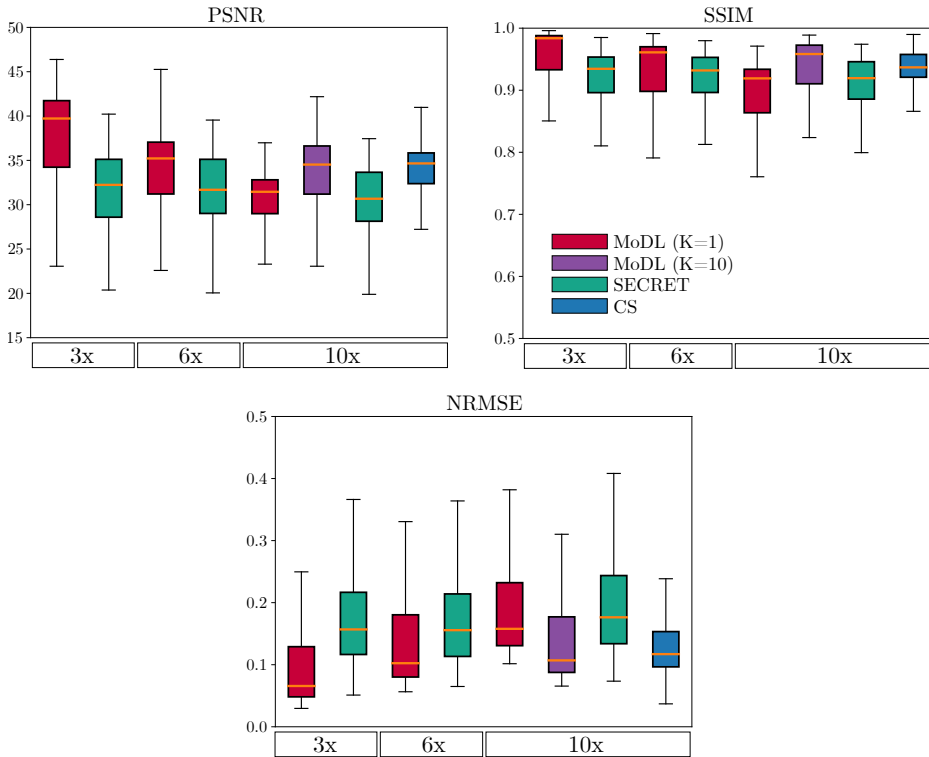 PSNR
50
45
40
35
30
25
20
15
3x 6x 10x
SSIM
1.0
0.9
0.8
0.7
0.6
0.5
MoDL (K=1)
MoDL (K=10)
SECRET
CS
3x 6x 10x
NRMSE
0.5
0.4
0.3
0.2
0.1
0.0
3x 6x 10x